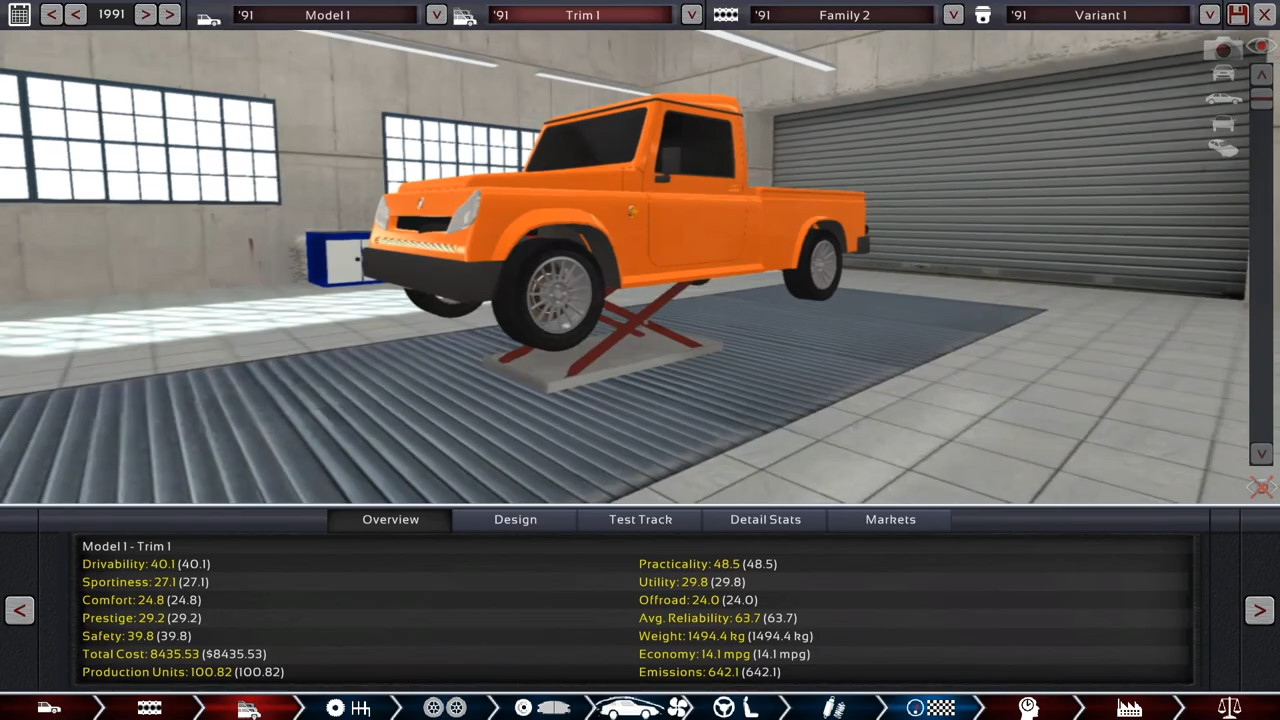 1991 '91 Model 1 '91 Trim 1 '91 Family 2 '91 Variant 1
Overview Design Test Track Detail Stats Markets
Model 1 - Trim 1
Drivability: 40.1 (40.1)
Sportiness: 27.1 (27.1)
Comfort: 24.8 (24.8)
Prestige: 29.2 (29.2)
Safety: 39.8 (39.8)
Total Cost: 8435.53 ($8435.53)
Production Units: 100.82 (100.82)
Practicality: 48.5 (48.5)
Utility: 29.8 (29.8)
Offroad: 24.0 (24.0)
Avg. Reliability: 63.7 (63.7)
Weight: 1494.4 kg (1494.4 kg)
Economy: 14.1 mpg (14.1 mpg)
Emissions: 642.1 (642.1)